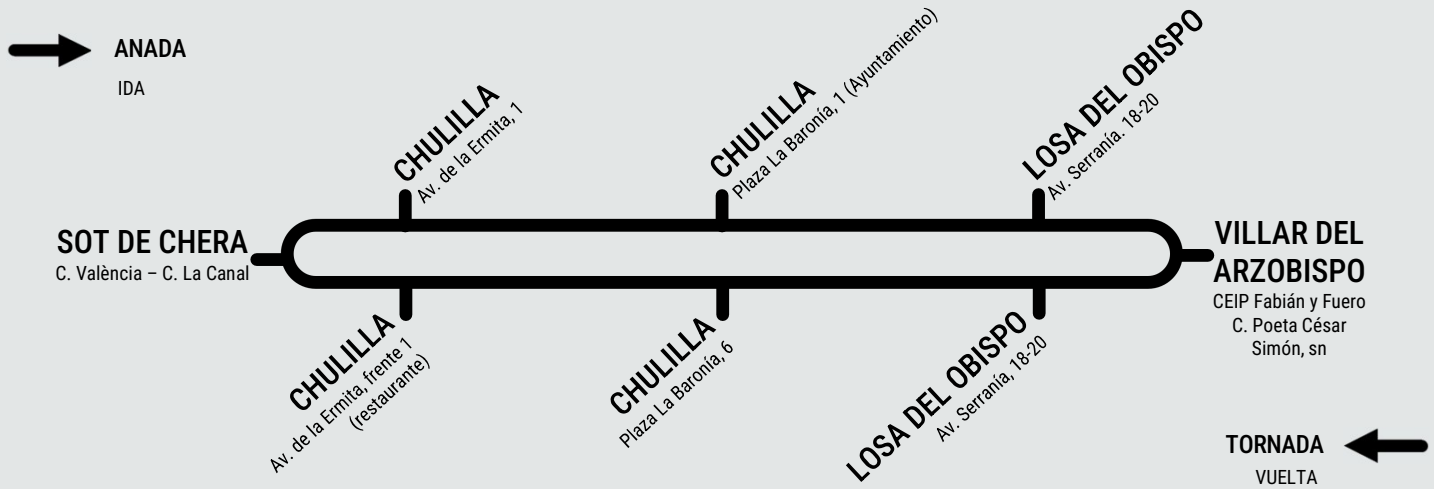 ANADA
IDA
CHULILLA
Av. de la Ermita, 1
CHULILLA
Plaza La Baronía, 1 (Ayuntamiento)
LOSA DEL OBISPO
Av. Serranía. 18-20
SOT DE CHERA
C. València – C. La Canal
VILLAR DEL
ARZOBISPO
CEIP Fabián y Fuero
C. Poeta César
Simón, sn
CHULILLA
Av. de la Ermita, frente 1
(restaurante)
CHULILLA
Plaza La Baronía, 6
LOSA DEL OBISPO
Av. Serranía, 18-20
TORNADA
VUELTA